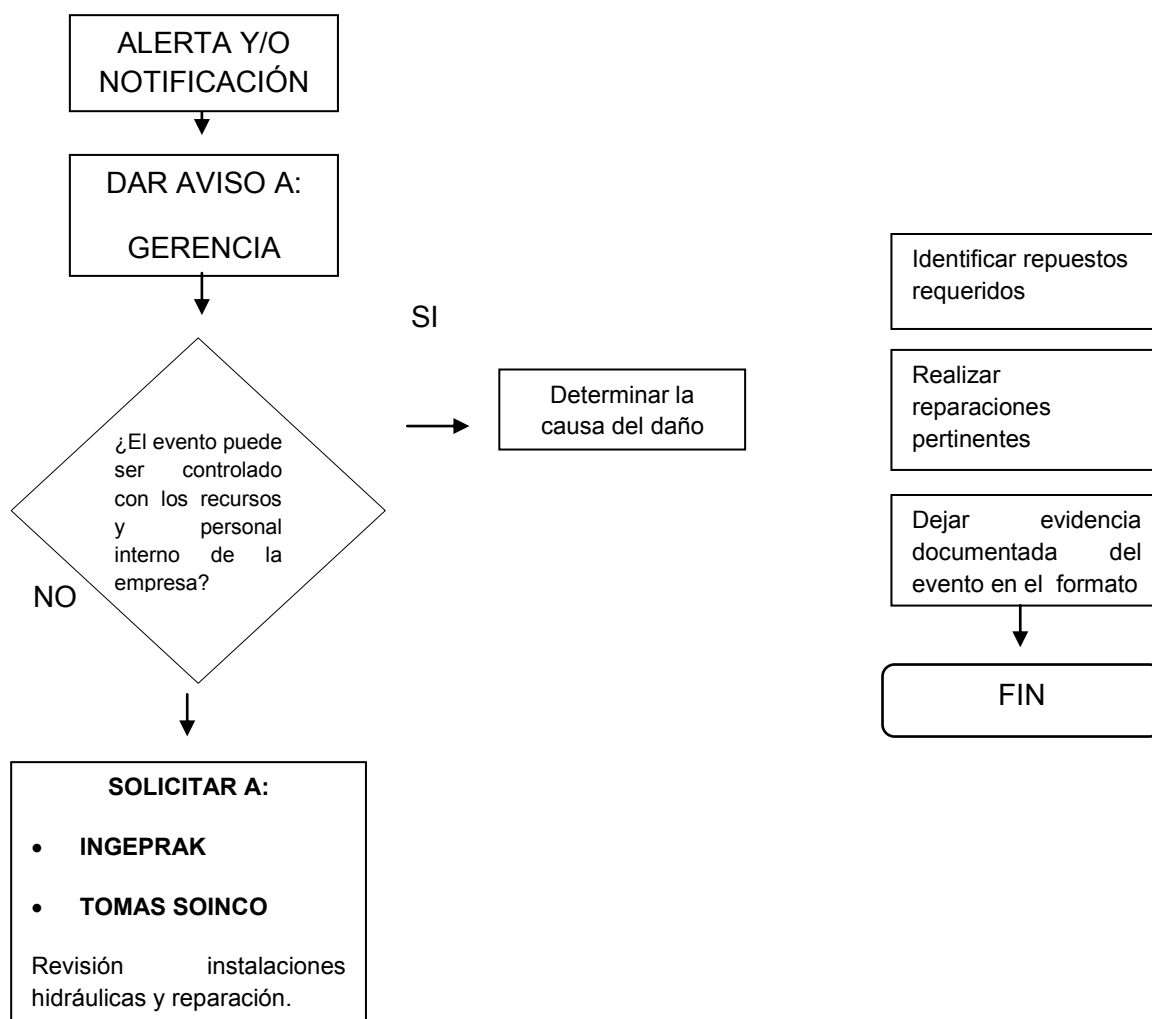 ALERTA Y/O
NOTIFICACIÓN
DAR AVISO A:
GERENCIA
SI
¿El evento puede
ser controlado
con los recursos
y personal
interno de la
empresa?
NO
Determinar la
causa del daño
SOLICITAR A:
• INGEPRAK
• TOMAS SOINCO
Revisión instalaciones
hidráulicas y reparación.
Identificar repuestos
requeridos
Realizar
reparaciones
pertinentes
Dejar evidencia
documentada del
evento en el formato
FIN